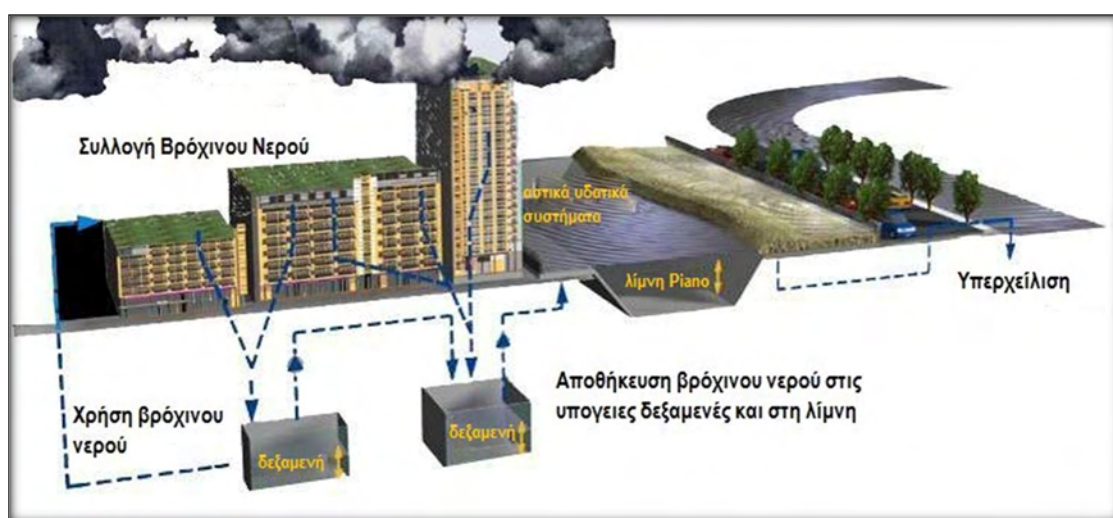 Συλλογή Βρόχινου Νερού
αστικά υδατικά
συστήματα
λίμνη Piano
Υπερχείλιση
Χρήση βρόχινου
νερού
δεξαμενή
δεξαμενή
Αποθήκευση βρόχινου νερού στις
υπογειες δεξαμενές και στη λίμνη